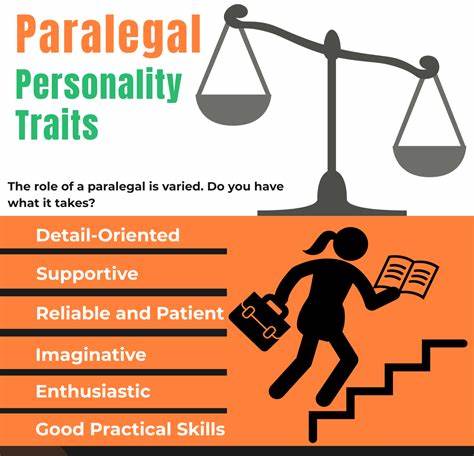 Paralegal
Personality
Traits
The role of a paralegal is varied. Do you have
what it takes?
Detail-Oriented
Supportive
Reliable and Patient
Imaginative
Enthusiastic
Good Practical Skills